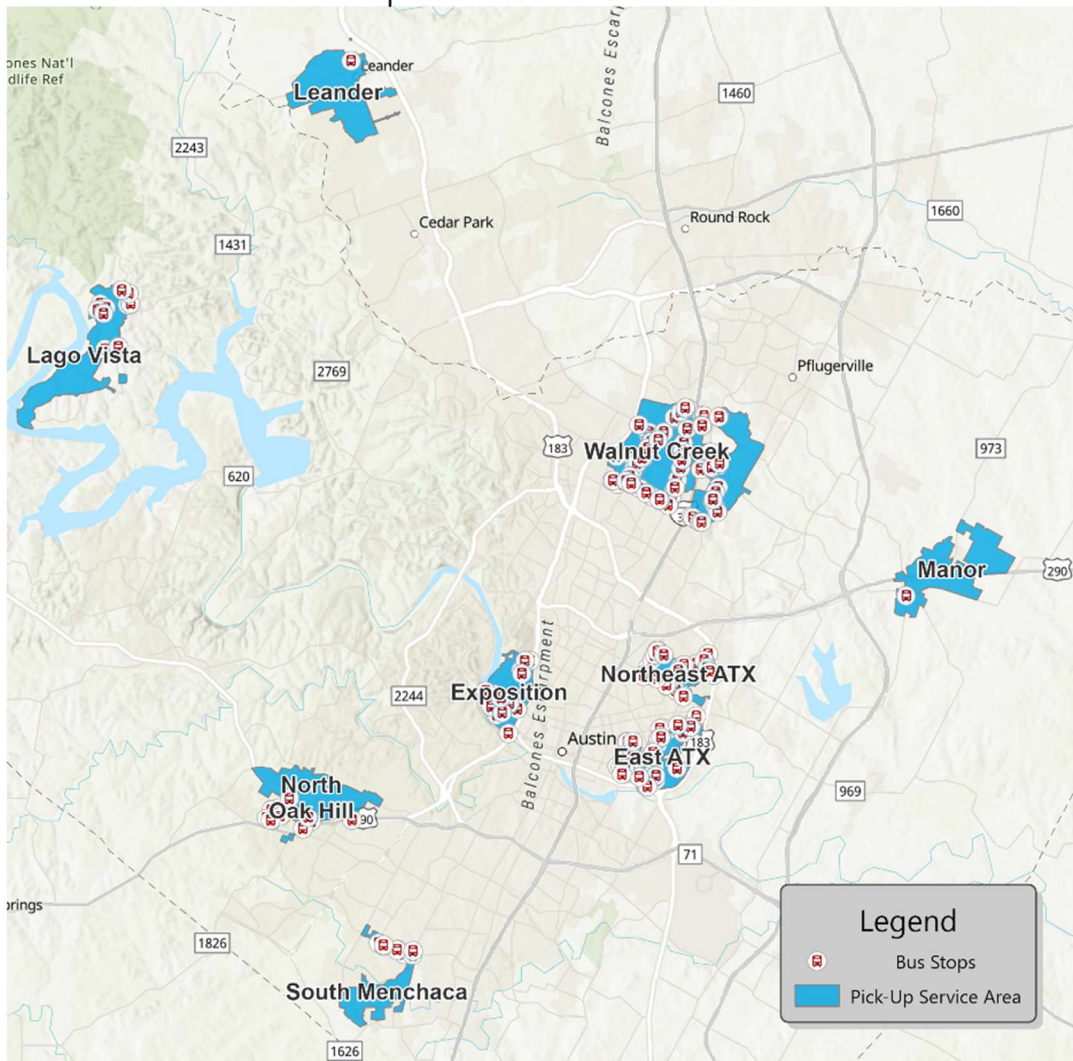 ones Nat'l
dlife Ref
Balcones Escarp
Leander
Leander
1460
2243
1660
Cedar Park
Round Rock
1431
Lago Vista
2769
Pflugerville
183
Walnut Creek
973
620
3
Manor
290
Balcones Escarpment
Northeast ATX
2244
Exposition
Austin
183
East ATX
North
Oak Hill
90
969
71
prings
1826
South Menchaca
1626
Legend
Bus Stops
Pick-Up Service Area